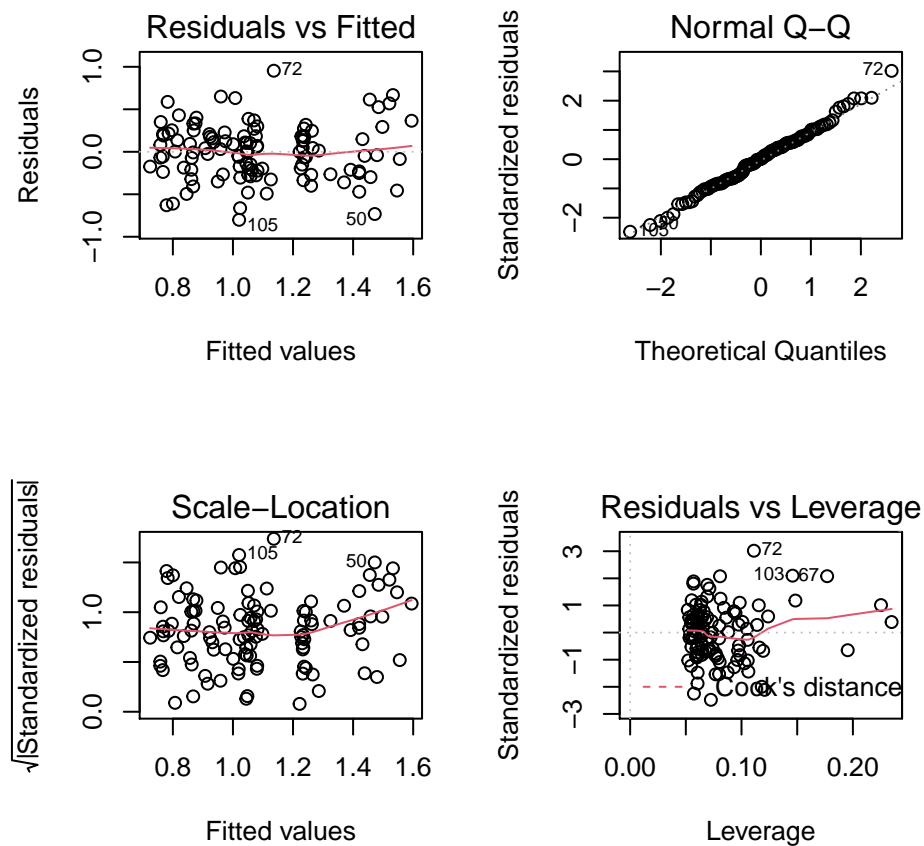 Residuals vs Fitted
Residuals
1.0
0.0
−1.0
72
105
50
0.8 1.0 1.2 1.4 1.6
Fitted values
Normal Q−Q
Standardized residuals
2
0
−2
72
105
−2 0 1 2
Theoretical Quantiles
Scale−Location
√|Standardized residuals|
1.0
0.0
72
105
50
0.8 1.0 1.2 1.4 1.6
Fitted values
Residuals vs Leverage
Standardized residuals
3
1
−1
−3
72
103
67
Cook's distance
0.00 0.10 0.20
Leverage